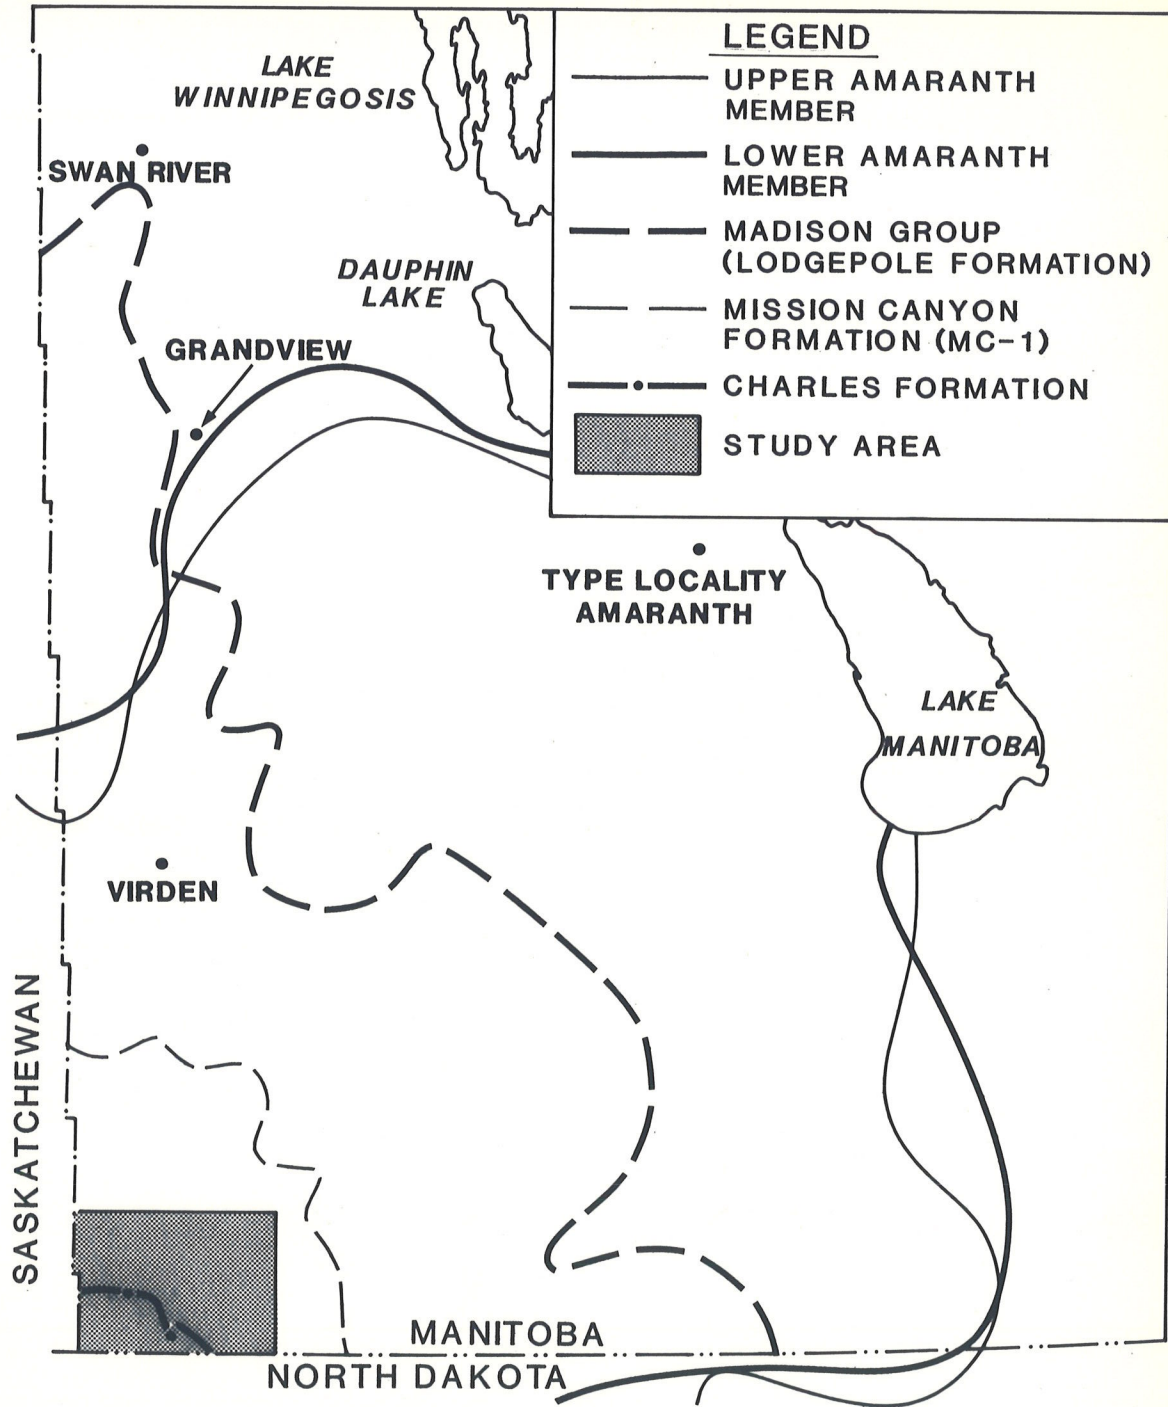 LEGEND
UPPER AMARANTH
MEMBER
LOWER AMARANTH
MEMBER
MADISON GROUP
(LODGEPOLE FORMATION)
MISSION CANYON
FORMATION (MC-1)
CHARLES FORMATION
STUDY AREA
LAKE
WINNIPEGOSIS
SWAN RIVER
DAUPHIN
LAKE
GRANDVIEW
TYPE LOCALITY
AMARANTH
LAKE
MANITOBA
VIRDEN
SASKATCHEWAN
MANITOBA
NORTH DAKOTA